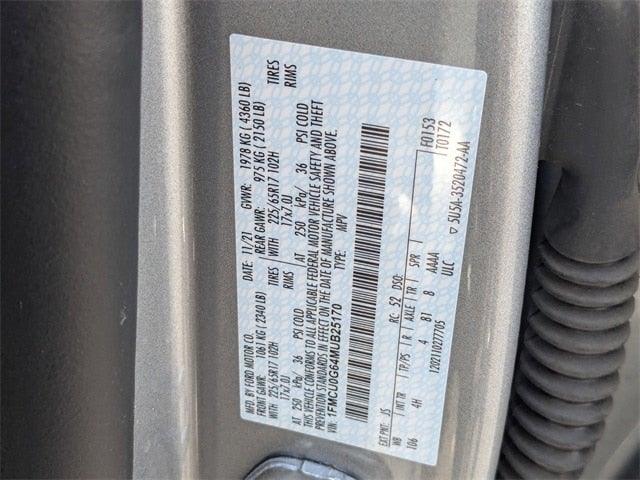 MFD. BY FORD MOTOR CO.
DATE: 11/21 GVWR: 1978 KG ( 4360 LB)
FRONT GAWR: 1061 KG ( 2340 LB) REAR GAWR: 975 KG ( 2150 LB)
WITH 225/65R17 102H TIRES WITH 225/65R17 102H TIRES
17x7.0J RIMS 17x7.0J RIMS
AT 250 kPa/ 36 PSI COLD AT 250 kPa/ 36 PSI COLD
THIS VEHICLE CONFORMS TO ALL APPLICABLE FEDERAL MOTOR VEHICLE SAFETY AND THEFT
PREVENTION STANDARDS IN EFFECT ON THE DATE OF MANUFACTURE SHOWN ABOVE.
VIN: 1FMCU0G64MUB25170 TYPE: MPV
F0153
T0172
EXT PNT: JS RC: 52 DSO:
WB INT TR TP/PS R AXLE TR SPR
106 4H 4 81 8 AAAA
1202110277705 ULC 5U5A-3520472-AA